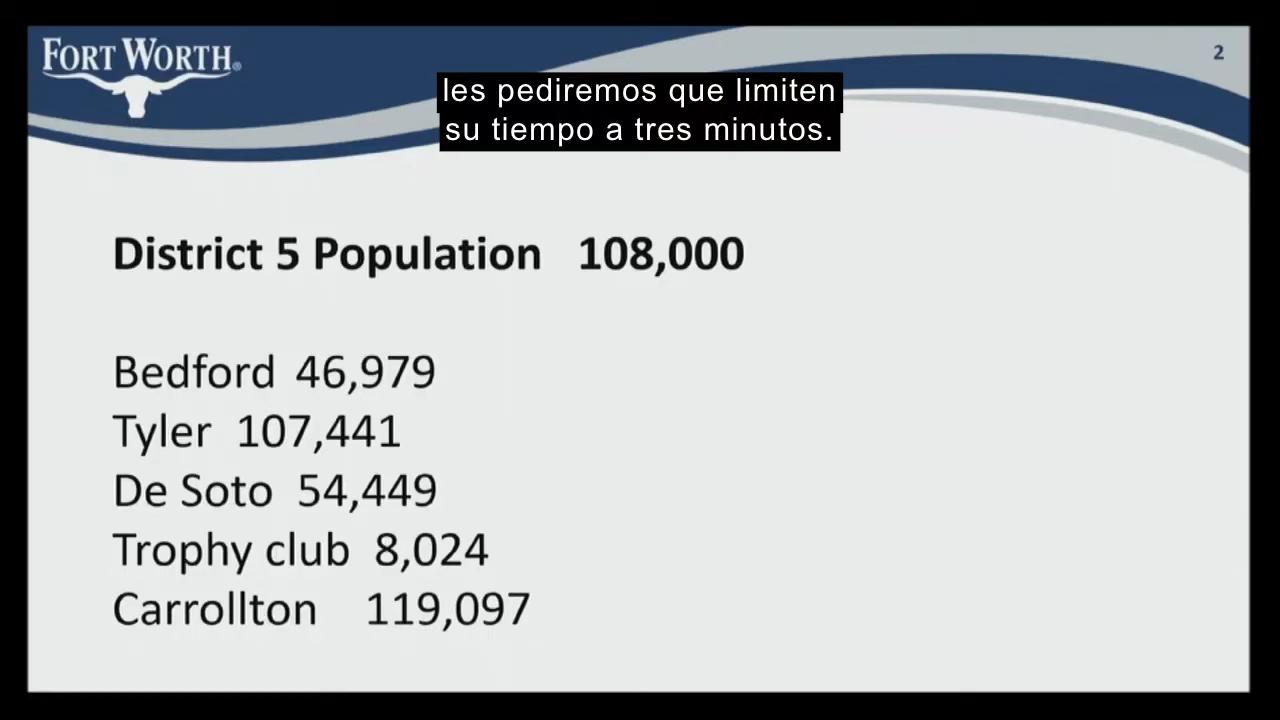 FORT WORTH®
2
les pediremos que limiten
su tiempo a tres minutos.
District 5 Population 108,000
Bedford 46,979
Tyler 107,441
De Soto 54,449
Trophy club 8,024
Carrollton 119,097